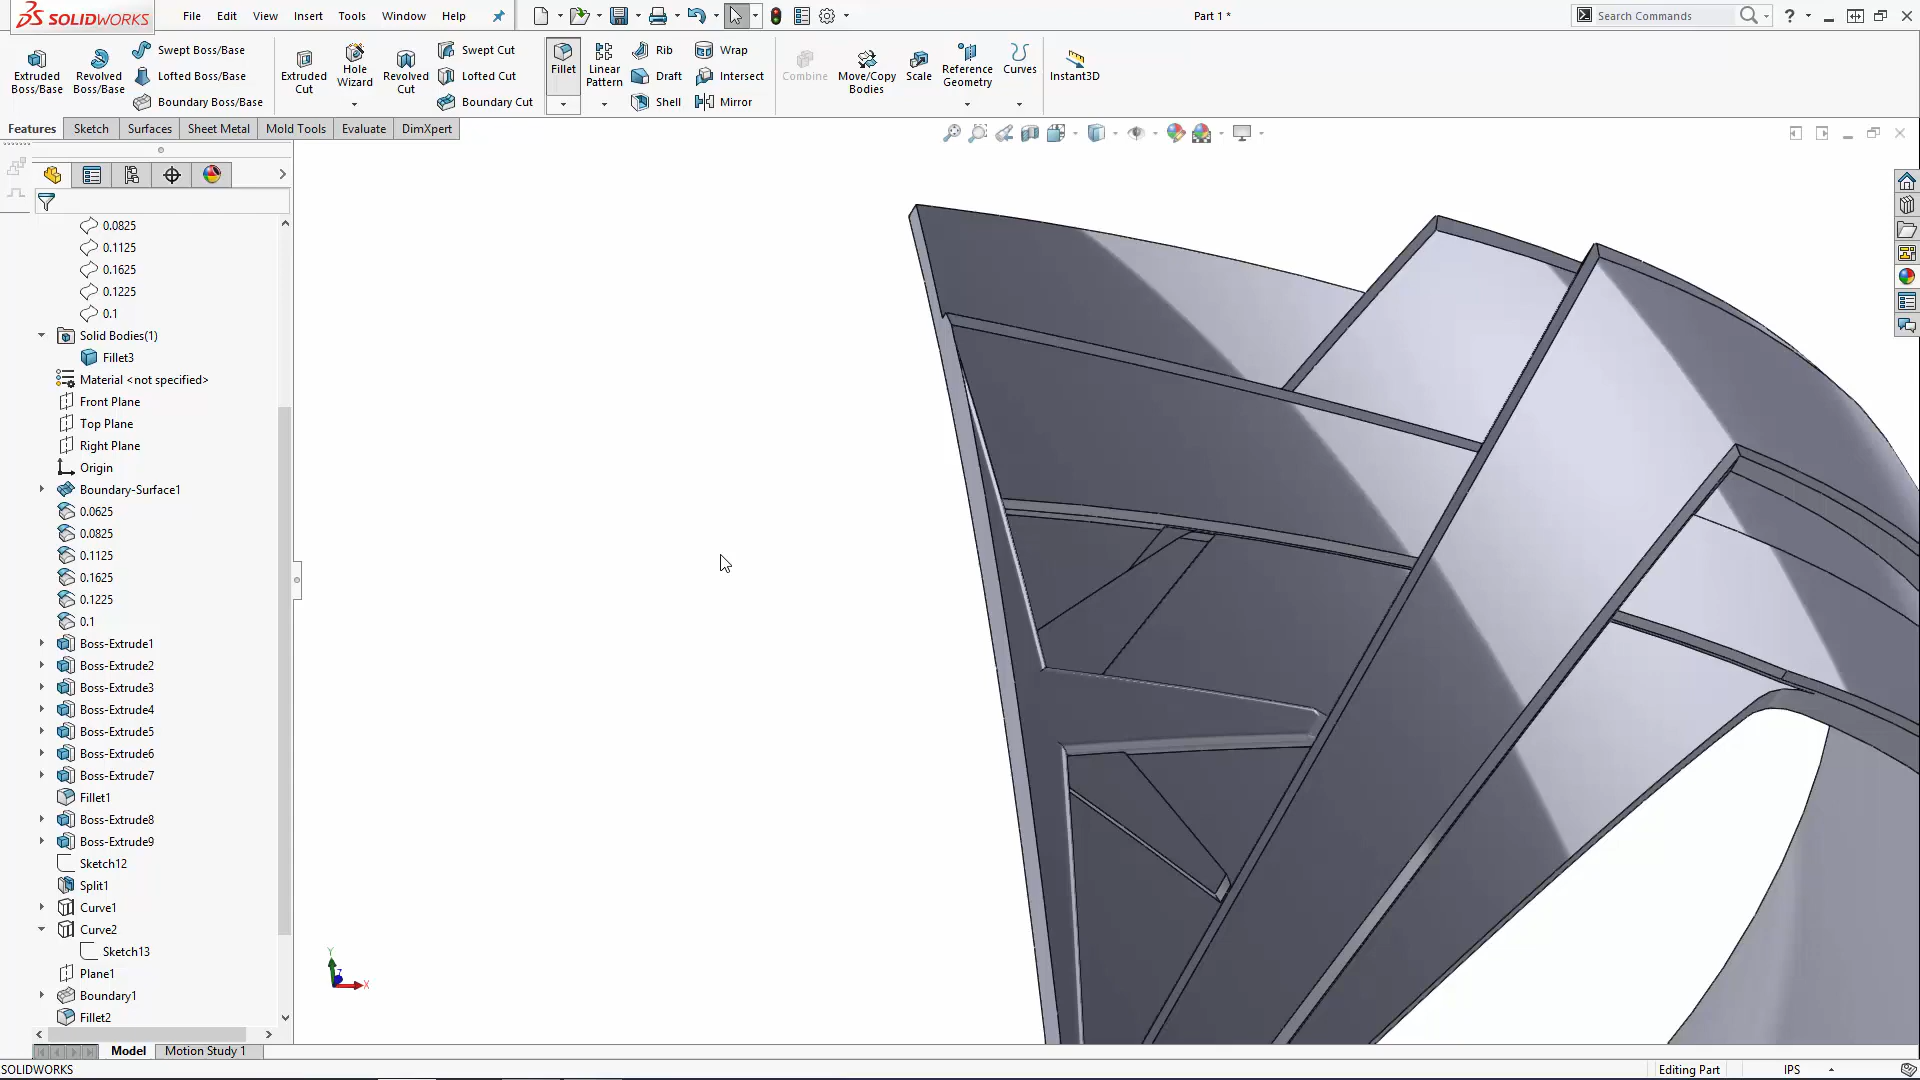 SOLIDWORKS File Edit View Insert Tools Window Help Part 1 * Search Commands
Extruded Boss/Base
Revolved Boss/Base
Swept Boss/Base
Lofted Boss/Base
Boundary Boss/Base
Extruded Cut
Hole Wizard
Revolved Cut
Swept Cut
Lofted Cut
Boundary Cut
Fillet
Linear Pattern
Rib
Draft
Shell
Wrap
Intersect
Mirror
Combine
Move/Copy Bodies
Scale
Reference Geometry
Curves
Instant3D
Features Sketch Surfaces Sheet Metal Mold Tools Evaluate DimXpert
0.0825
0.1125
0.1625
0.1225
0.1
Solid Bodies(1)
Fillet3
Material <not specified>
Front Plane
Top Plane
Right Plane
Origin
Boundary-Surface1
0.0625
0.0825
0.1125
0.1625
0.1225
0.1
Boss-Extrude1
Boss-Extrude2
Boss-Extrude3
Boss-Extrude4
Boss-Extrude5
Boss-Extrude6
Boss-Extrude7
Fillet1
Boss-Extrude8
Boss-Extrude9
Sketch12
Split1
Curve1
Curve2
Sketch13
Plane1
Boundary1
Fillet2
Y
Z
X
Model Motion Study 1
SOLIDWORKS Editing Part IPS